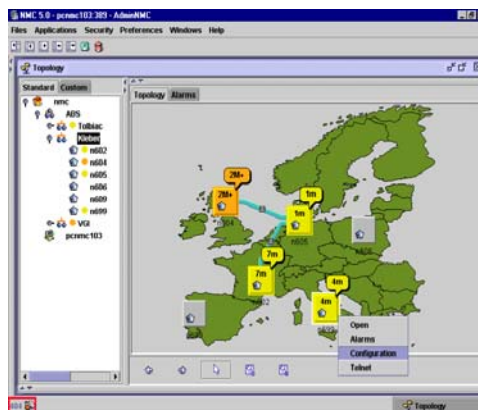 NMC 5.0 - pcnmc103:389 - AdminNMC
Files Applications Security Preferences Windows Help
Topology
Standard Custom
nmc
ABS
Tolbiac
Kleber
n602
n604
n605
n606
n609
n699
VGI
pcnmc103
Topology Alarms
2M+
2M+
1m
1m
n605
7m
7m
4m
4m
n699
Open
Alarms
Configuration
Telnet
Topology